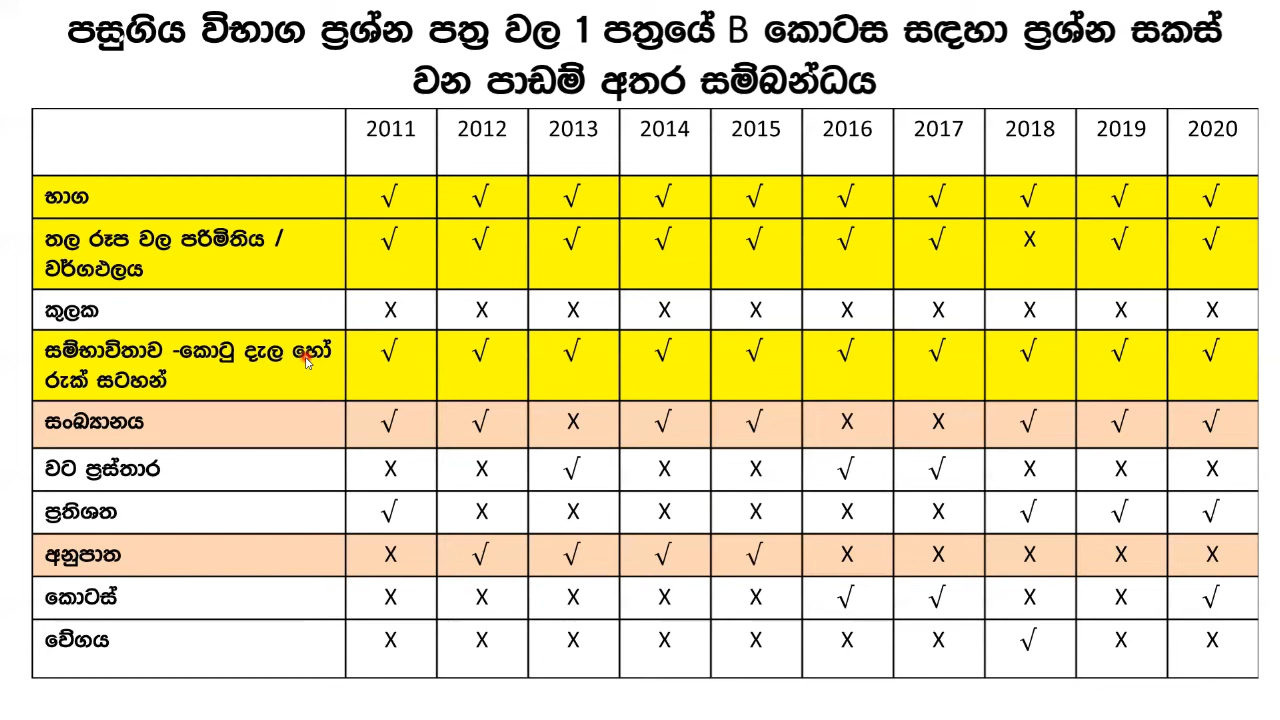 පසුගිය විභාග ප්‍රශ්න පත්‍ර වල 1 පත්‍රයේ B කොටස සඳහා ප්‍රශ්න සකස්
වන පාඩම් අතර සම්බන්ධය
2011 2012 2013 2014 2015 2016 2017 2018 2019 2020
භාග √ √ √ √ √ √ √ √ √ √
තල රූප වල පරිමිතිය / √ √ √ √ √ √ √ X √ √
වර්ගඵලය
කුලක X X X X X X X X X X
සම්භාවිතාව -කොටු දැල හෝ √ √ √ √ √ √ √ √ √ √
රුක් සටහන්
සංඛ්‍යානය √ √ X √ √ X X √ √ √
වට ප්‍රස්තාර X X √ X X √ √ X X X
ප්‍රතිශත √ X X X X X X √ √ √
අනුපාත X √ √ √ √ X X X X X
කොටස් X X X X X √ √ X X √
වේගය X X X X X X X √ X X